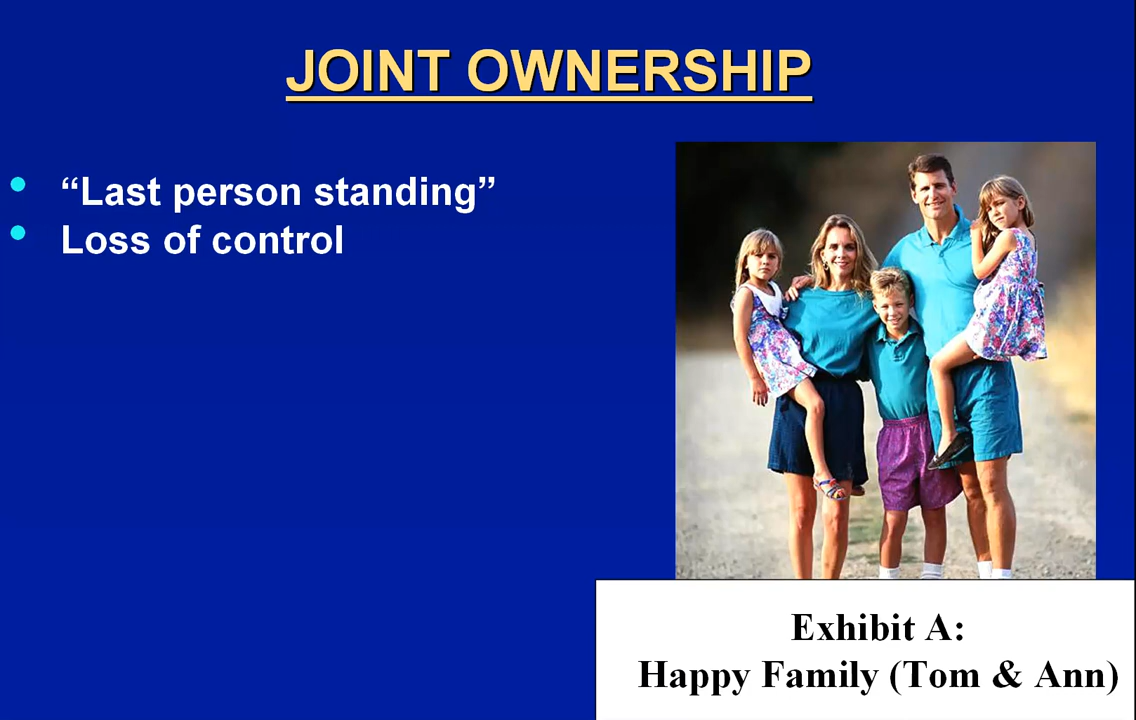 JOINT OWNERSHIP
“Last person standing”
Loss of control
Exhibit A:
Happy Family (Tom & Ann)